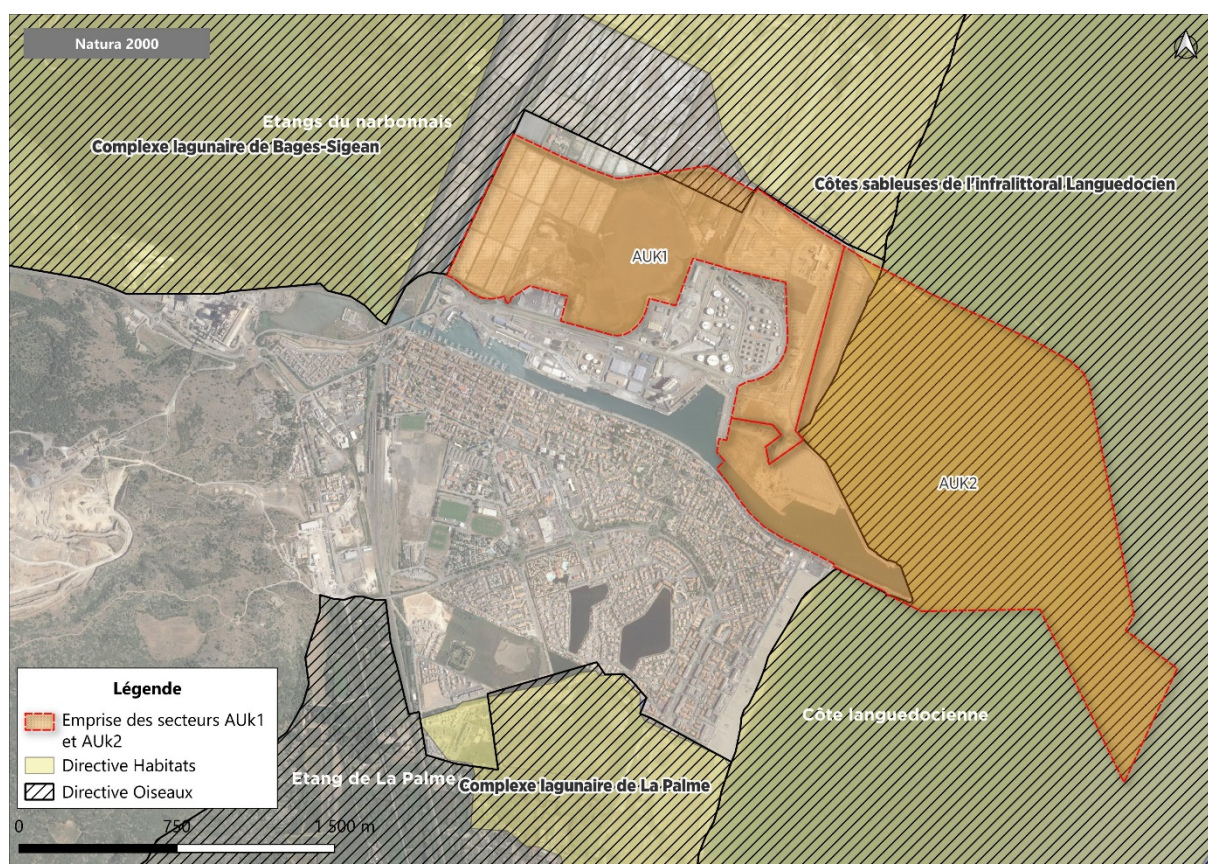 Natura 2000
Etangs du narbonnais
Complexe lagunaire de Bages-Sigean
Côtes sableuses de l'infralittoral Languedocien
AUK1
AUK2
Côte languedocienne
Etang de La Palme
Complexe lagunaire de La Palme
Légende
Emprise des secteurs AUk1
et AUk2
Directive Habitats
Directive Oiseaux
0 750 1 500 m